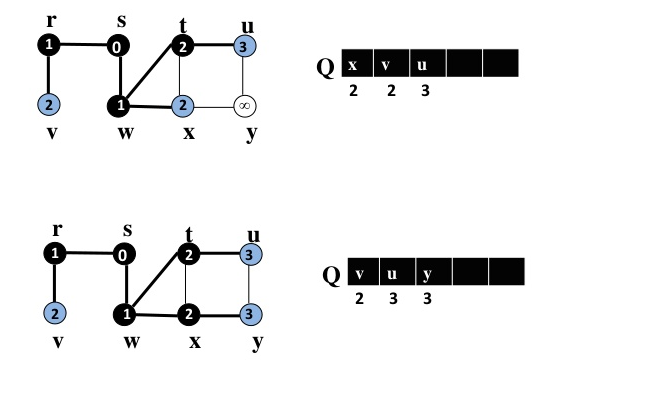 r s t u
1 0 2 3
Q x v u
2 2 3
2 1 2 ∞
v w x y
r s t u
1 0 2 3
Q v u y
2 3 3
2 1 2 3
v w x y